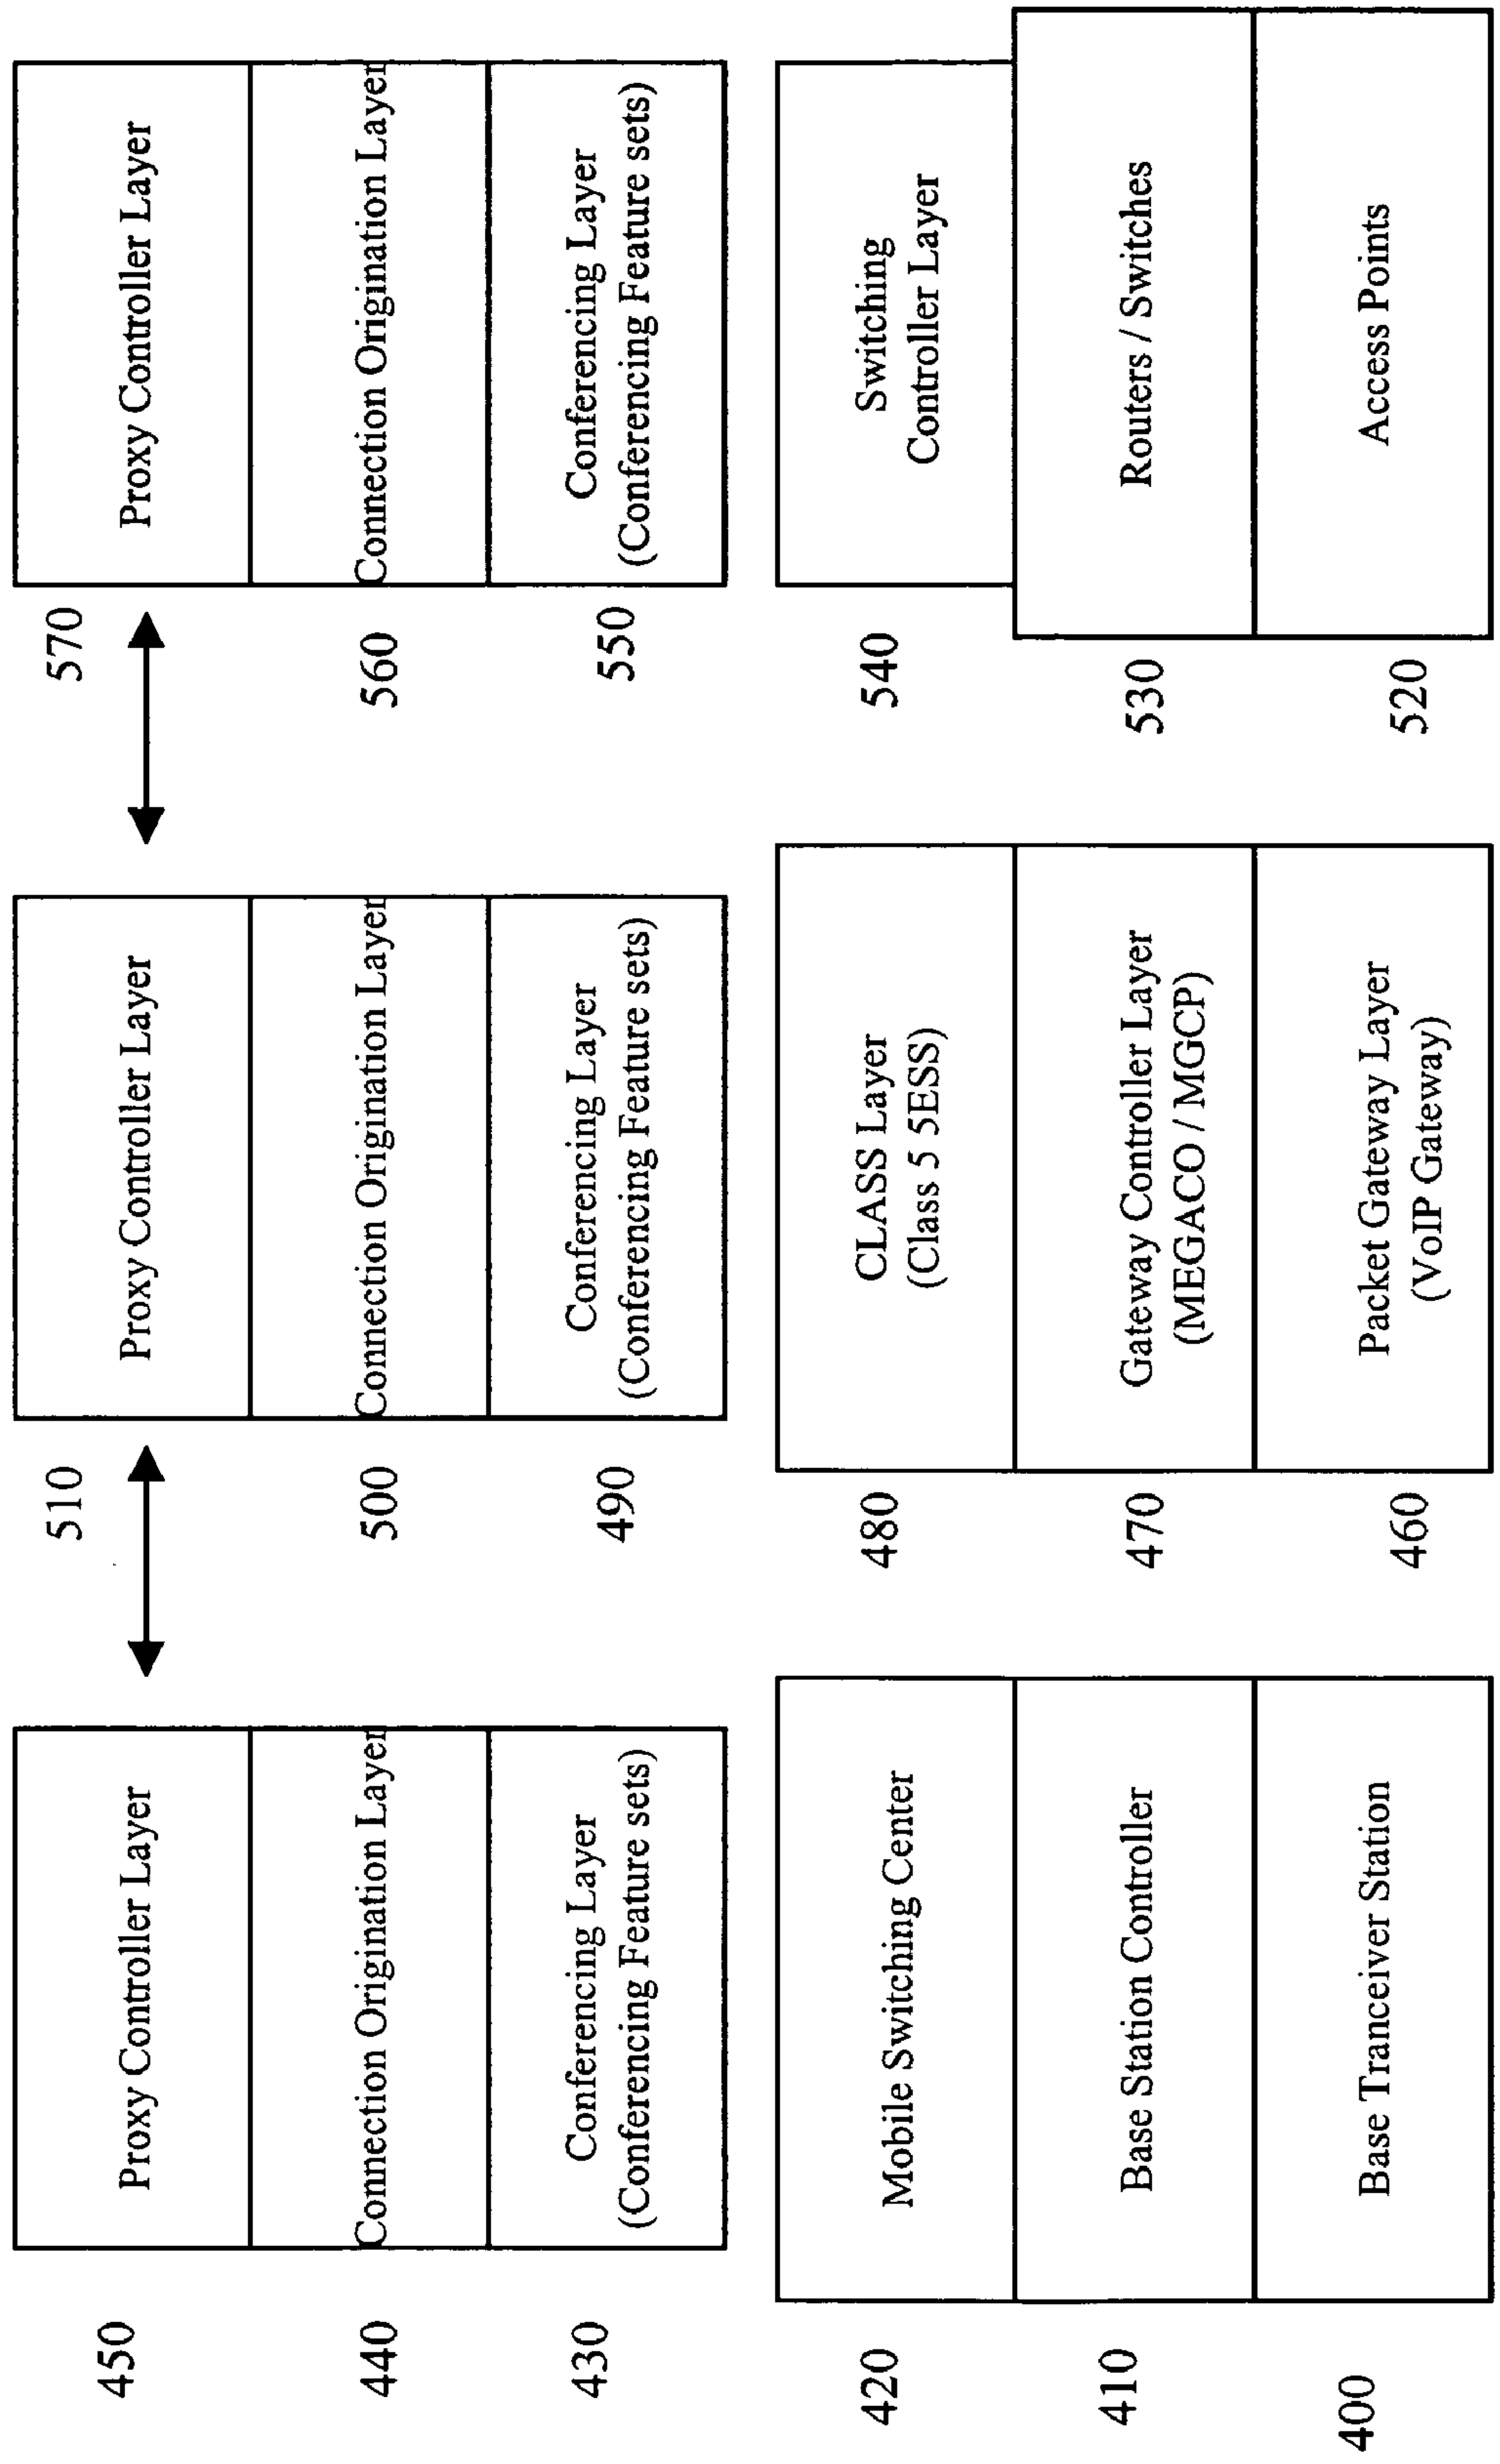 450
Proxy Controller Layer
440
Connection Origination Layer
430
Conferencing Layer
(Conferencing Feature sets)
420
Mobile Switching Center
410
Base Station Controller
400
Base Tranceiver Station
510
Proxy Controller Layer
500
Connection Origination Layer
490
Conferencing Layer
(Conferencing Feature sets)
480
CLASS Layer
(Class 5 5ESS)
470
Gateway Controller Layer
(MEGACO / MGCP)
460
Packet Gateway Layer
(VoIP Gateway)
570
Proxy Controller Layer
560
Connection Origination Layer
550
Conferencing Layer
(Conferencing Feature sets)
540
Switching
Controller Layer
530
Routers / Switches
520
Access Points